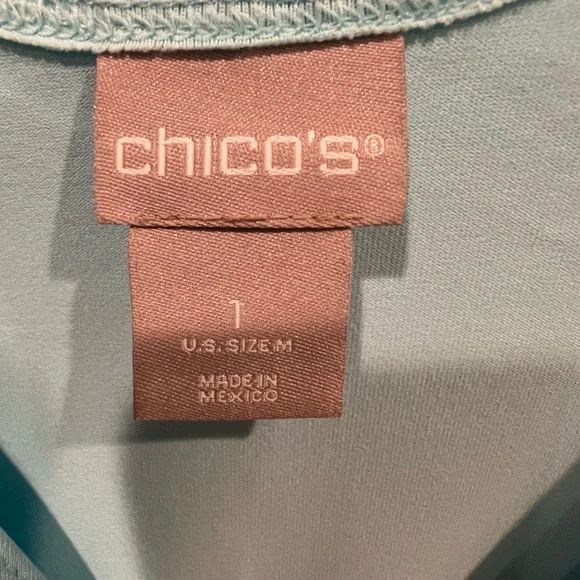 chico's®
1
U.S. SIZE M
MADE IN
MEXICO